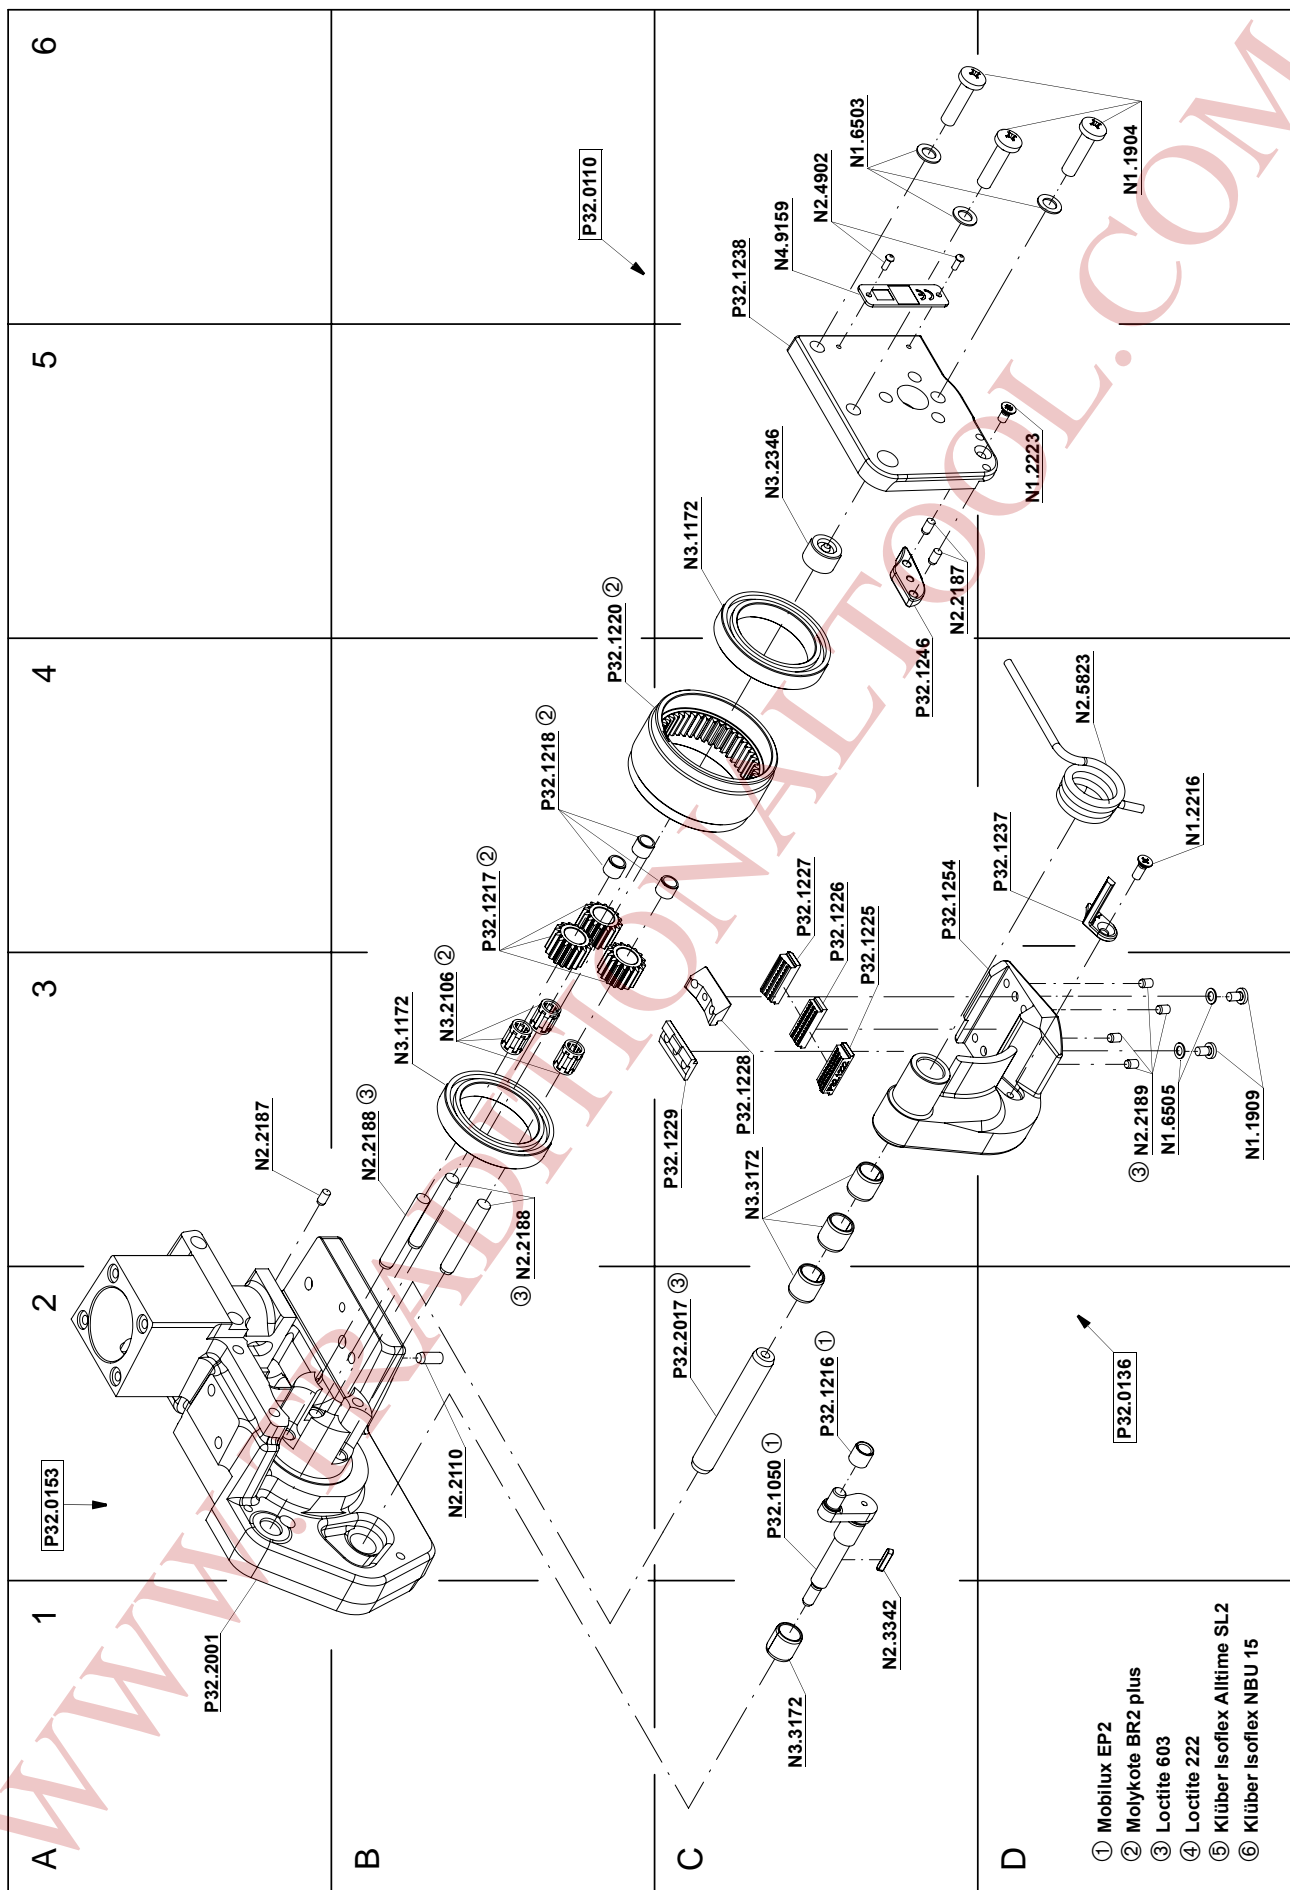 6
5
4
3
2
1
A
B
C
D
P32.0153
P32.2001
N2.2187
N2.2110
N2.2188 ③
③ N2.2188
N3.1172
N3.2106 ②
P32.1217 ②
P32.1218 ②
P32.1220 ②
N3.1172
N3.2346
P32.0110
P32.1238
N4.9159
N2.4902
N1.6503
N1.1904
N1.2223
N2.2187
P32.1246
N2.5823
N1.2216
P32.1237
P32.1254
P32.1227
P32.1226
P32.1225
P32.1228
P32.1229
③ N2.2189
N1.6505
N1.1909
N3.3172
P32.2017 ③
P32.1216 ①
P32.1050 ①
N2.3342
N3.3172
P32.0136
① Mobilux EP2
② Molykote BR2 plus
③ Loctite 603
④ Loctite 222
⑤ Klüber Isoflex Alltime SL2
⑥ Klüber Isoflex NBU 15
WWW.TRADITIONALTOOL.COM